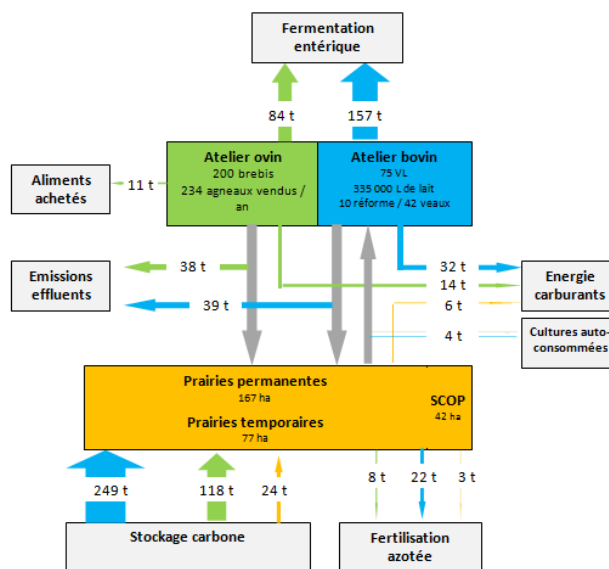 Fermentation
entérique
84 t
157 t
Atelier ovin
200 brebis
234 agneaux vendus /
an
Atelier bovin
75 VL
335 000 L de lait
10 réforme / 42 veaux
Aliments
achetés
11 t
Emissions
effluents
38 t
39 t
32 t
14 t
6 t
Energie
carburants
4 t
Cultures auto-
consommées
Prairies permanentes
167 ha
Prairies temporaires
77 ha
SCOP
42 ha
249 t
118 t
24 t
8 t
22 t
3 t
Stockage carbone
Fertilisation
azotée